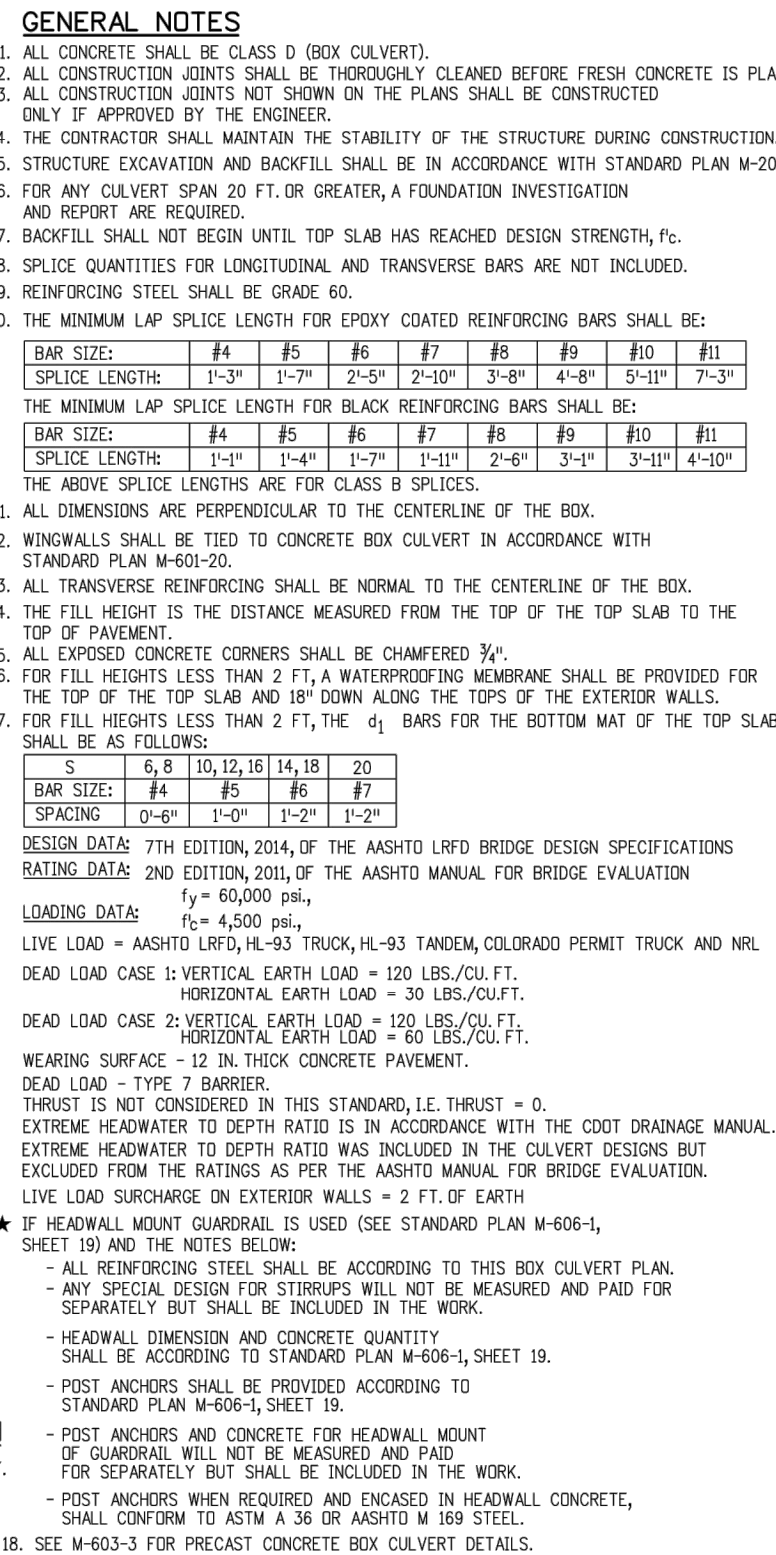 GENERAL NOTES
1. ALL CONCRETE SHALL BE CLASS D (BOX CULVERT).
2. ALL CONSTRUCTION JOINTS SHALL BE THOROUGHLY CLEANED BEFORE FRESH CONCRETE IS PLA
3. ALL CONSTRUCTION JOINTS NOT SHOWN ON THE PLANS SHALL BE CONSTRUCTED
ONLY IF APPROVED BY THE ENGINEER.
4. THE CONTRACTOR SHALL MAINTAIN THE STABILITY OF THE STRUCTURE DURING CONSTRUCTION.
5. STRUCTURE EXCAVATION AND BACKFILL SHALL BE IN ACCORDANCE WITH STANDARD PLAN M-20
6. FOR ANY CULVERT SPAN 20 FT. OR GREATER, A FOUNDATION INVESTIGATION
AND REPORT ARE REQUIRED.
7. BACKFILL SHALL NOT BEGIN UNTIL TOP SLAB HAS REACHED DESIGN STRENGTH, f'c.
8. SPLICE QUANTITIES FOR LONGITUDINAL AND TRANSVERSE BARS ARE NOT INCLUDED.
9. REINFORCING STEEL SHALL BE GRADE 60.
0. THE MINIMUM LAP SPLICE LENGTH FOR EPOXY COATED REINFORCING BARS SHALL BE:
BAR SIZE: #4 #5 #6 #7 #8 #9 #10 #11
SPLICE LENGTH: 1'-3" 1'-7" 2'-5" 2'-10" 3'-8" 4'-8" 5'-11" 7'-3"
THE MINIMUM LAP SPLICE LENGTH FOR BLACK REINFORCING BARS SHALL BE:
BAR SIZE: #4 #5 #6 #7 #8 #9 #10 #11
SPLICE LENGTH: 1'-1" 1'-4" 1'-7" 1'-11" 2'-6" 3'-1" 3'-11" 4'-10"
THE ABOVE SPLICE LENGTHS ARE FOR CLASS B SPLICES.
1. ALL DIMENSIONS ARE PERPENDICULAR TO THE CENTERLINE OF THE BOX.
2. WINGWALLS SHALL BE TIED TO CONCRETE BOX CULVERT IN ACCORDANCE WITH
STANDARD PLAN M-601-20.
3. ALL TRANSVERSE REINFORCING SHALL BE NORMAL TO THE CENTERLINE OF THE BOX.
4. THE FILL HEIGHT IS THE DISTANCE MEASURED FROM THE TOP OF THE TOP SLAB TO THE
TOP OF PAVEMENT.
5. ALL EXPOSED CONCRETE CORNERS SHALL BE CHAMFERED ¾".
6. FOR FILL HEIGHTS LESS THAN 2 FT, A WATERPROOFING MEMBRANE SHALL BE PROVIDED FOR
THE TOP OF THE TOP SLAB AND 18" DOWN ALONG THE TOPS OF THE EXTERIOR WALLS.
7. FOR FILL HIEGHTS LESS THAN 2 FT, THE d1 BARS FOR THE BOTTOM MAT OF THE TOP SLAB
SHALL BE AS FOLLOWS:
S 6, 8 10, 12, 16 14, 18 20
BAR SIZE: #4 #5 #6 #7
SPACING 0'-6" 1'-0" 1'-2" 1'-2"
DESIGN DATA: 7TH EDITION, 2014, OF THE AASHTO LRFD BRIDGE DESIGN SPECIFICATIONS
RATING DATA: 2ND EDITION, 2011, OF THE AASHTO MANUAL FOR BRIDGE EVALUATION
fy = 60,000 psi.,
LOADING DATA: f'c = 4,500 psi.,
LIVE LOAD = AASHTO LRFD, HL-93 TRUCK, HL-93 TANDEM, COLORADO PERMIT TRUCK AND NRL
DEAD LOAD CASE 1: VERTICAL EARTH LOAD = 120 LBS./CU. FT.
HORIZONTAL EARTH LOAD = 30 LBS./CU.FT.
DEAD LOAD CASE 2: VERTICAL EARTH LOAD = 120 LBS./CU. FT.
HORIZONTAL EARTH LOAD = 60 LBS./CU. FT.
WEARING SURFACE - 12 IN. THICK CONCRETE PAVEMENT.
DEAD LOAD - TYPE 7 BARRIER.
THRUST IS NOT CONSIDERED IN THIS STANDARD, I.E. THRUST = 0.
EXTREME HEADWATER TO DEPTH RATIO IS IN ACCORDANCE WITH THE CDOT DRAINAGE MANUAL.
EXTREME HEADWATER TO DEPTH RATIO WAS INCLUDED IN THE CULVERT DESIGNS BUT
EXCLUDED FROM THE RATINGS AS PER THE AASHTO MANUAL FOR BRIDGE EVALUATION.
LIVE LOAD SURCHARGE ON EXTERIOR WALLS = 2 FT. OF EARTH
★ IF HEADWALL MOUNT GUARDRAIL IS USED (SEE STANDARD PLAN M-606-1,
SHEET 19) AND THE NOTES BELOW:
- ALL REINFORCING STEEL SHALL BE ACCORDING TO THIS BOX CULVERT PLAN.
- ANY SPECIAL DESIGN FOR STIRRUPS WILL NOT BE MEASURED AND PAID FOR
SEPARATELY BUT SHALL BE INCLUDED IN THE WORK.
- HEADWALL DIMENSION AND CONCRETE QUANTITY
SHALL BE ACCORDING TO STANDARD PLAN M-606-1, SHEET 19.
- POST ANCHORS SHALL BE PROVIDED ACCORDING TO
STANDARD PLAN M-606-1, SHEET 19.
- POST ANCHORS AND CONCRETE FOR HEADWALL MOUNT
OF GUARDRAIL WILL NOT BE MEASURED AND PAID
FOR SEPARATELY BUT SHALL BE INCLUDED IN THE WORK.
- POST ANCHORS WHEN REQUIRED AND ENCASED IN HEADWALL CONCRETE,
SHALL CONFORM TO ASTM A 36 OR AASHTO M 169 STEEL.
18. SEE M-603-3 FOR PRECAST CONCRETE BOX CULVERT DETAILS.